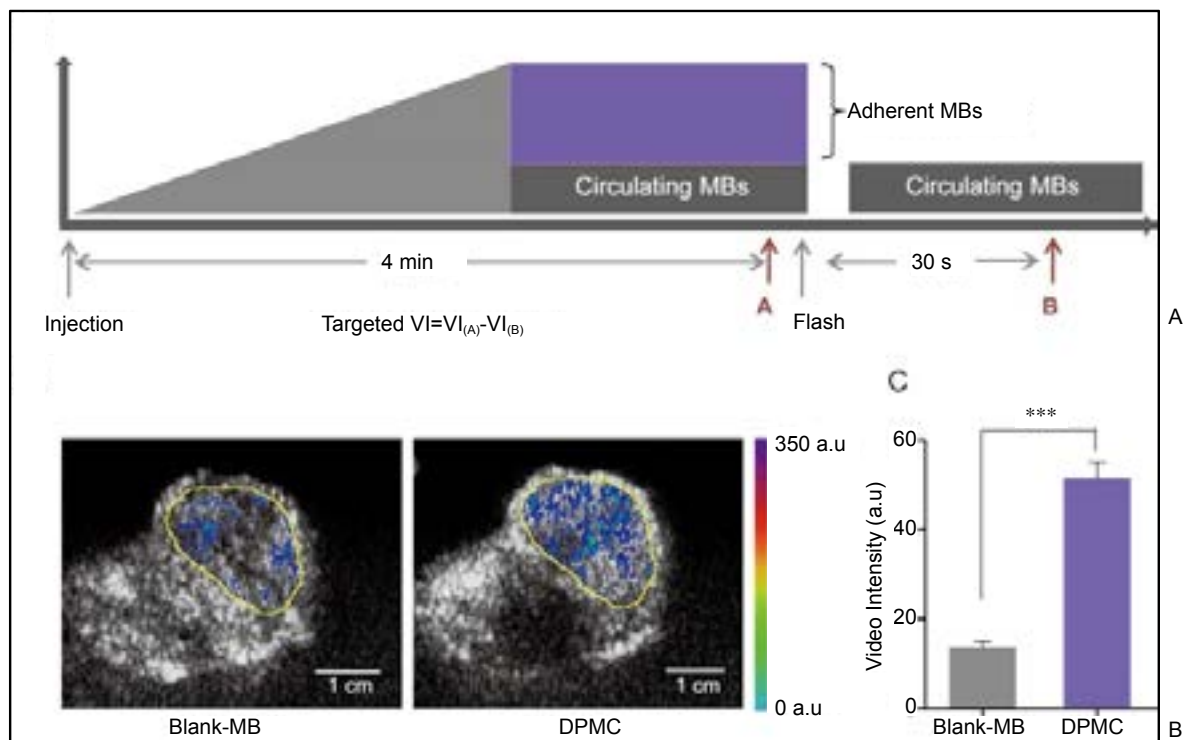 Adherent MBs
Circulating MBs
Circulating MBs
4 min
30 s
A
B
Injection
Targeted VI=VI(A)-VI(B)
Flash
A
C
350 a.u
0 a.u
1 cm
1 cm
Blank-MB
DPMC
***
60
40
20
0
Video Intensity (a.u)
Blank-MB
DPMC
B